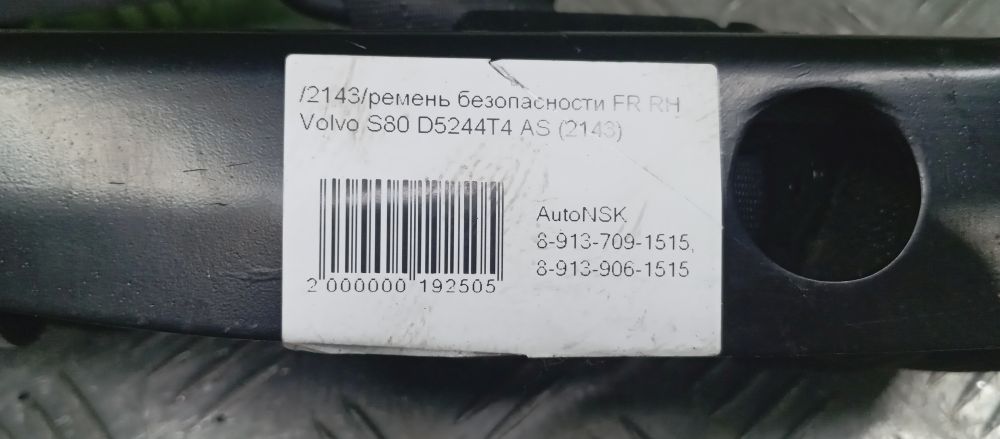 /2143/ремень безопасности FR RH
Volvo S80 D5244T4 AS (2143)
AutoNSK
8-913-709-1515,
8-913-906-1515
2 000000 192505